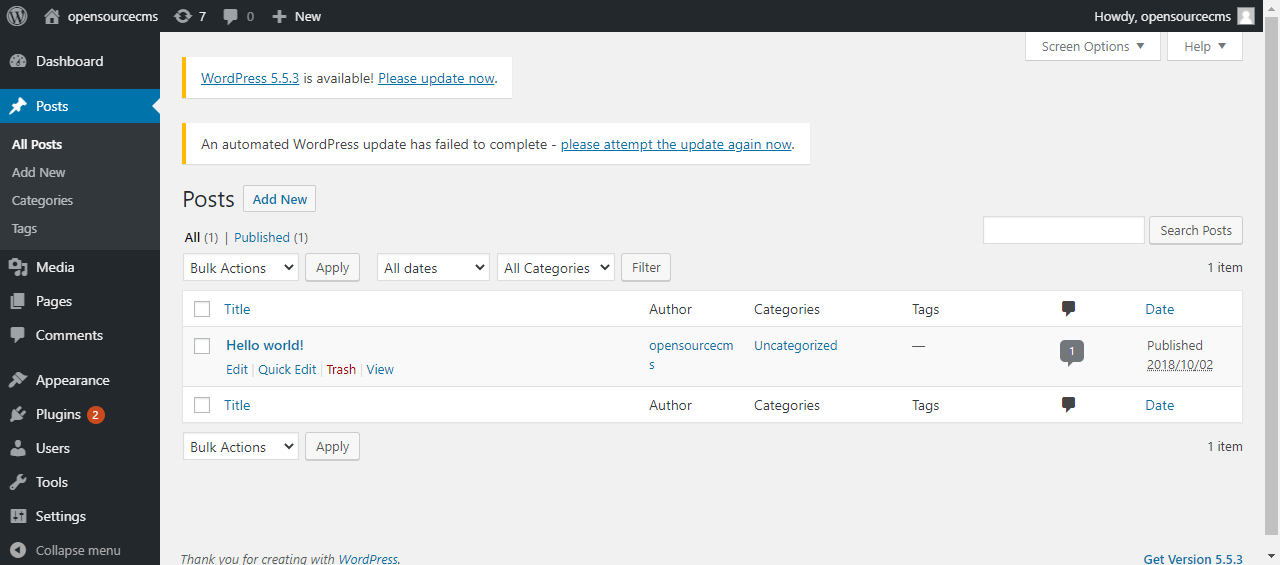 opensourcecms 7 0 New Howdy, opensourcecms
Screen Options Help
Dashboard
Posts
All Posts
Add New
Categories
Tags
Media
Pages
Comments
Appearance
Plugins 2
Users
Tools
Settings
Collapse menu
WordPress 5.5.3 is available! Please update now.
An automated WordPress update has failed to complete - please attempt the update again now.
Posts Add New
All (1) | Published (1)
Search Posts
Bulk Actions Apply All dates All Categories Filter 1 item
Title Author Categories Tags Date
Hello world! opensourcecm Uncategorized — 1 Published
Edit | Quick Edit | Trash | View s 2018/10/02
Title Author Categories Tags Date
Bulk Actions Apply 1 item
Thank you for creating with WordPress. Get Version 5.5.3